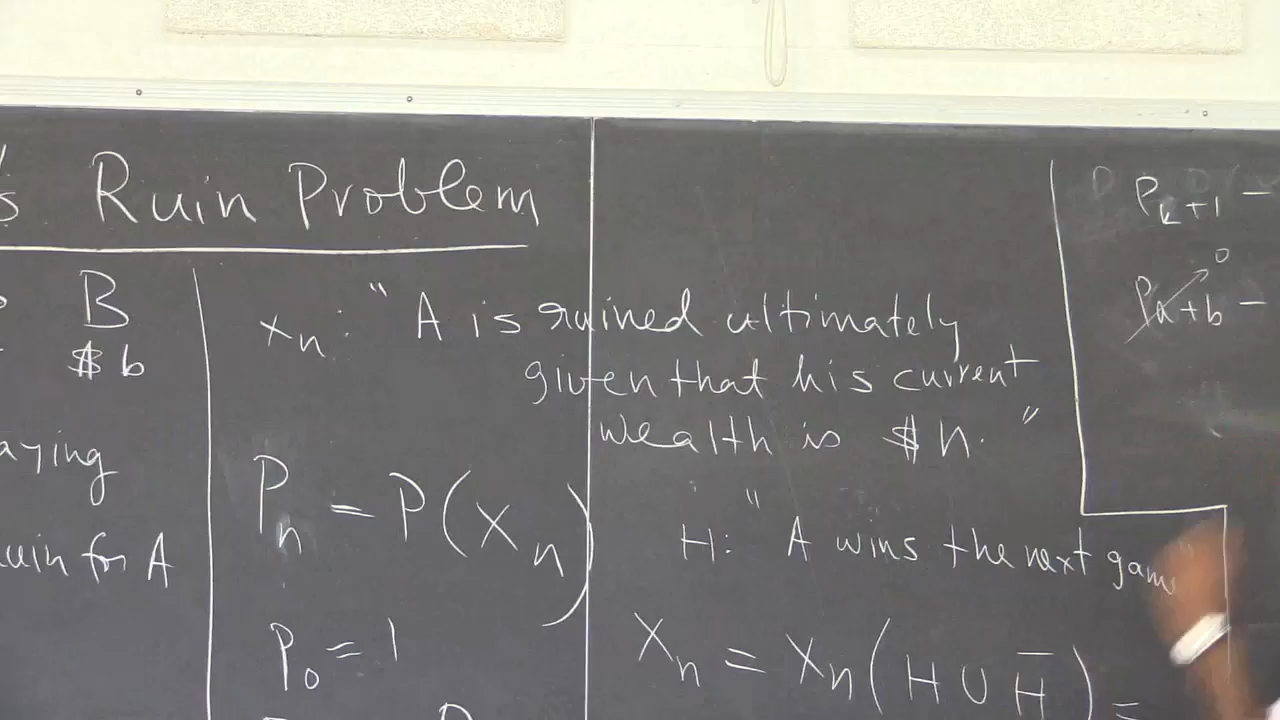 s Ruin Problem
B
$ b
aying
uin for A
Xn: " A is ruined ultimately
given that his current
wealth is $n. "
Pn = P(Xn)
P0 = 1
H: "A wins the next game"
Xn = Xn(H ∪ H̅) =
Pk+1 -
Pa+b - 0